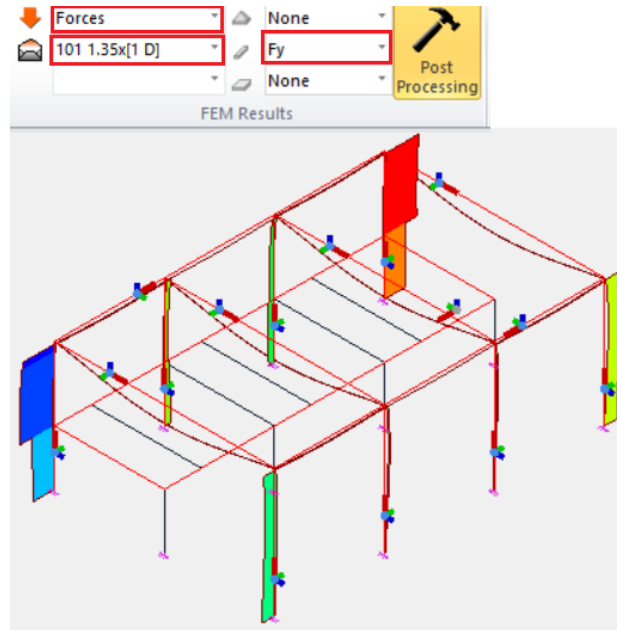 Forces None
101 1.35x[1 D] Fy
None
Post
Processing
FEM Results